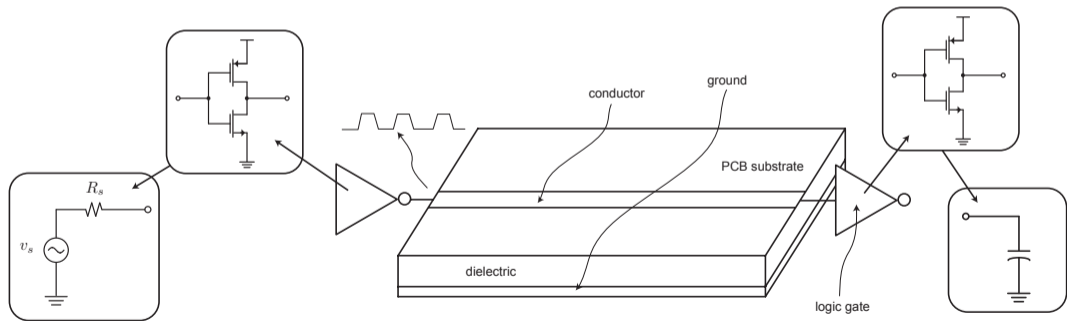 ground
conductor
PCB substrate
R_s
v_s
dielectric
logic gate